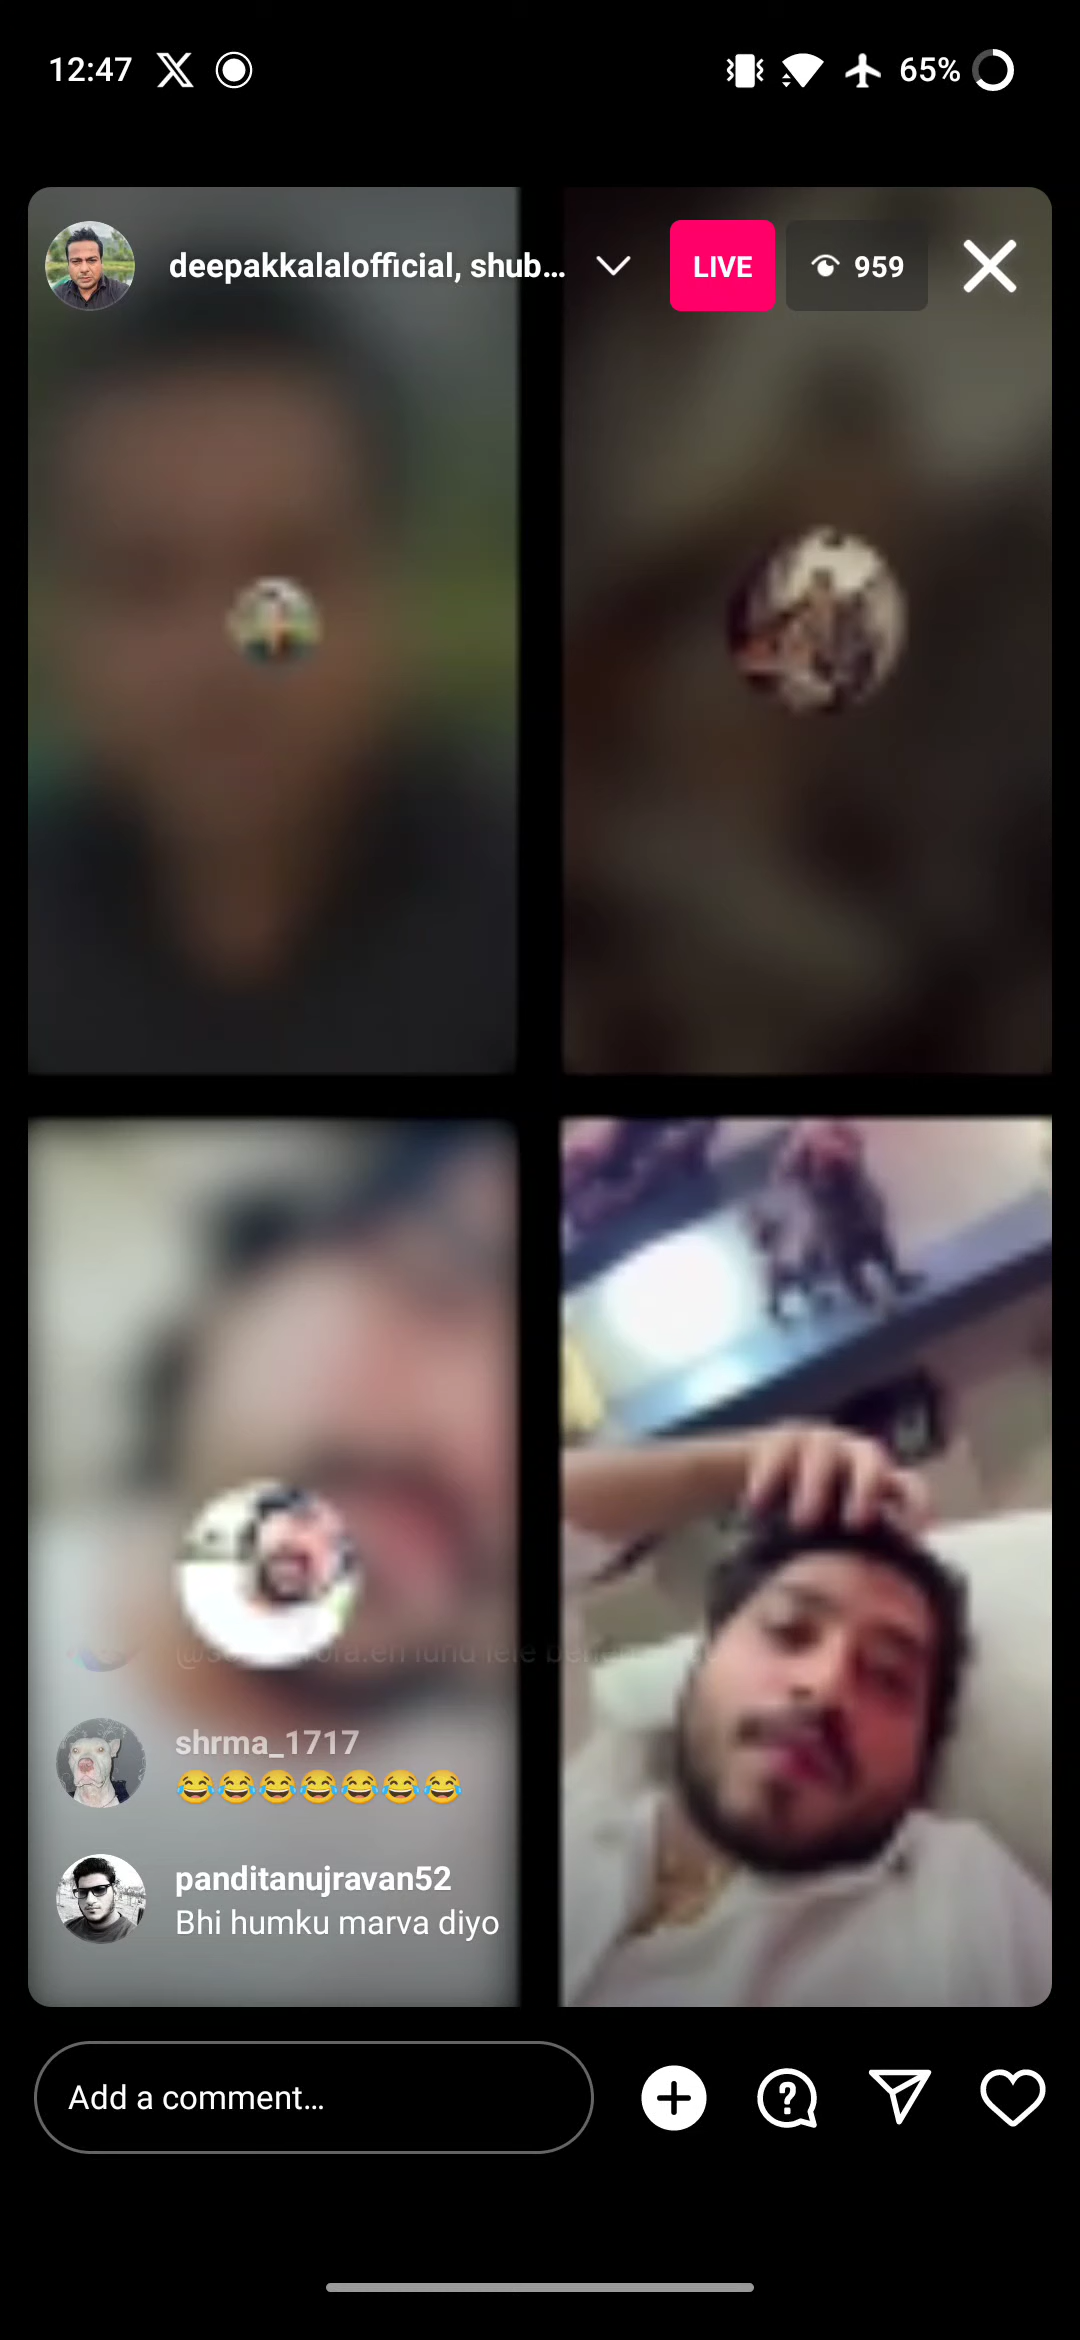 12:47 65%
deepakkalalofficial, shub... LIVE 959
shrma_1717
😂😂😂😂😂😂😂
panditanujravan52
Bhi humku marva diyo
Add a comment...